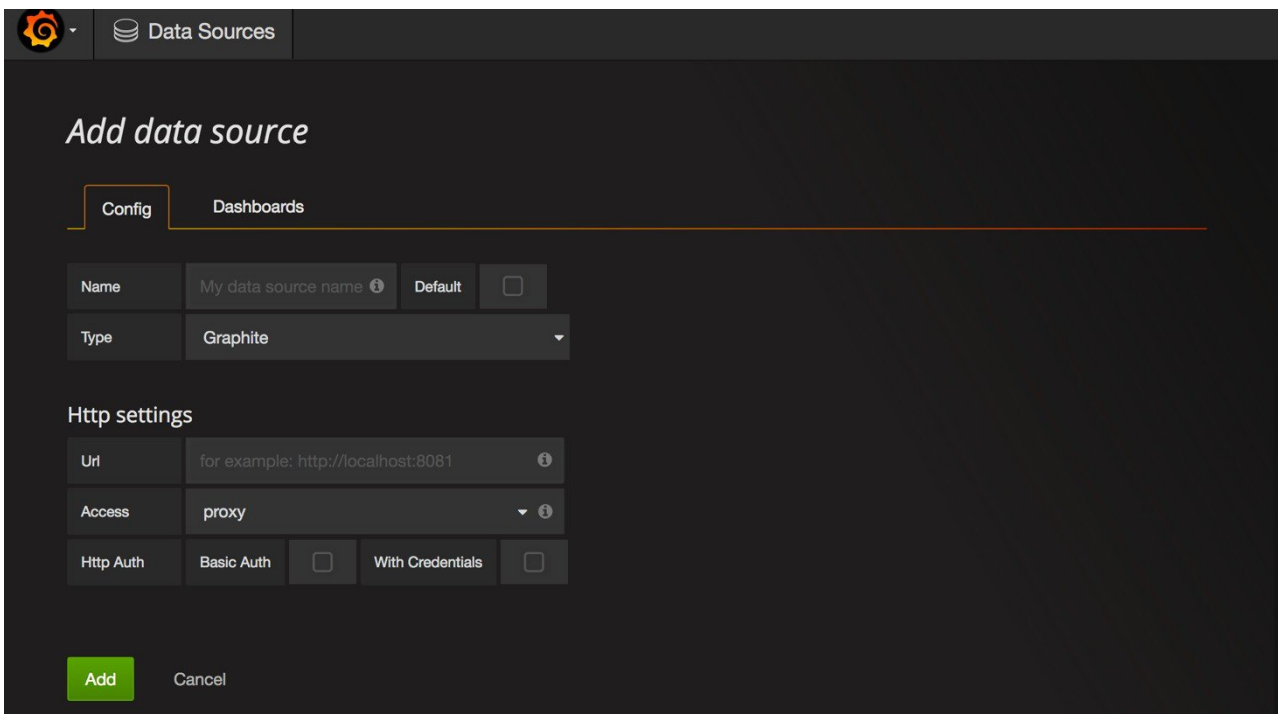 Data Sources
Add data source
Config Dashboards
Name My data source name Default
Type Graphite
Http settings
Url for example: http://localhost:8081
Access proxy
Http Auth Basic Auth With Credentials
Add Cancel